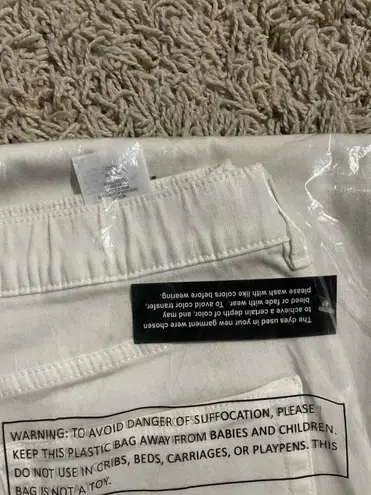 The dyes used in your new garment were chosen
to achieve a certain depth of color, and may
bleed or fade with wear. To avoid color transfer,
please wash with like colors before wearing.
WARNING: TO AVOID DANGER OF SUFFOCATION, PLEASE
KEEP THIS PLASTIC BAG AWAY FROM BABIES AND CHILDREN.
DO NOT USE IN CRIBS, BEDS, CARRIAGES, OR PLAYPENS. THIS
BAG IS NOT A TOY.